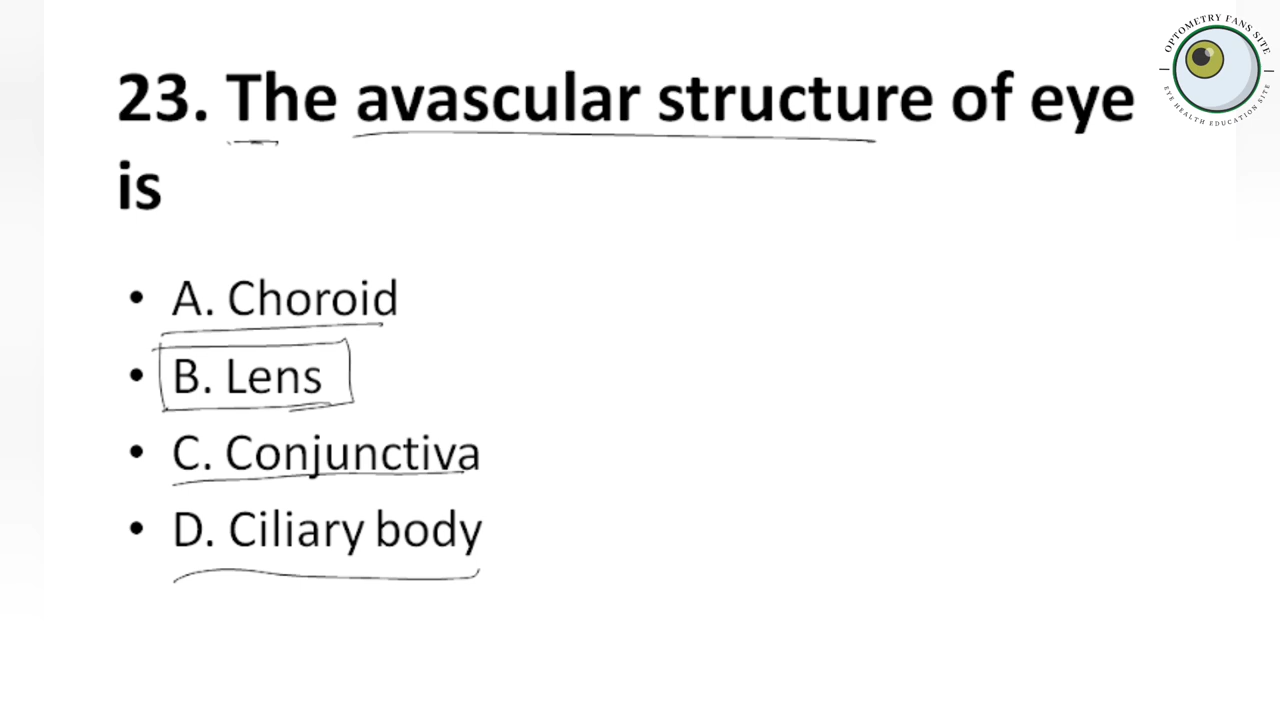 OPTOMETRY FANS SITE
23. The avascular structure of eye
is
EYE HEALTH EDUCATION SITE
• A. Choroid
• B. Lens
• C. Conjunctiva
• D. Ciliary body